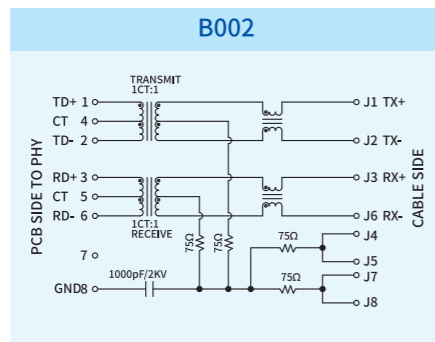 B002
TRANSMIT
1CT:1
TD+ 1
CT 4
TD- 2
J1 TX+
J2 TX-
RD+ 3
CT 5
RD- 6
J3 RX+
J6 RX-
1CT:1
RECEIVE
PCB SIDE TO PHY
CABLE SIDE
75Ω
75Ω
75Ω
J4
J5
7
1000pF/2KV
75Ω
J7
GND8
J8